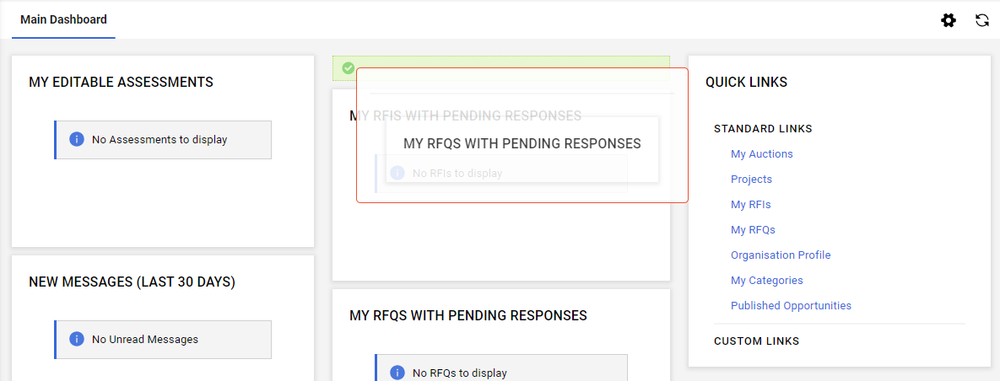 Main Dashboard
MY EDITABLE ASSESSMENTS
No Assessments to display
NEW MESSAGES (LAST 30 DAYS)
No Unread Messages
MY RFIS WITH PENDING RESPONSES
MY RFQS WITH PENDING RESPONSES
No RFIs to display
MY RFQS WITH PENDING RESPONSES
No RFQs to display
QUICK LINKS
STANDARD LINKS
My Auctions
Projects
My RFIs
My RFQs
Organisation Profile
My Categories
Published Opportunities
CUSTOM LINKS